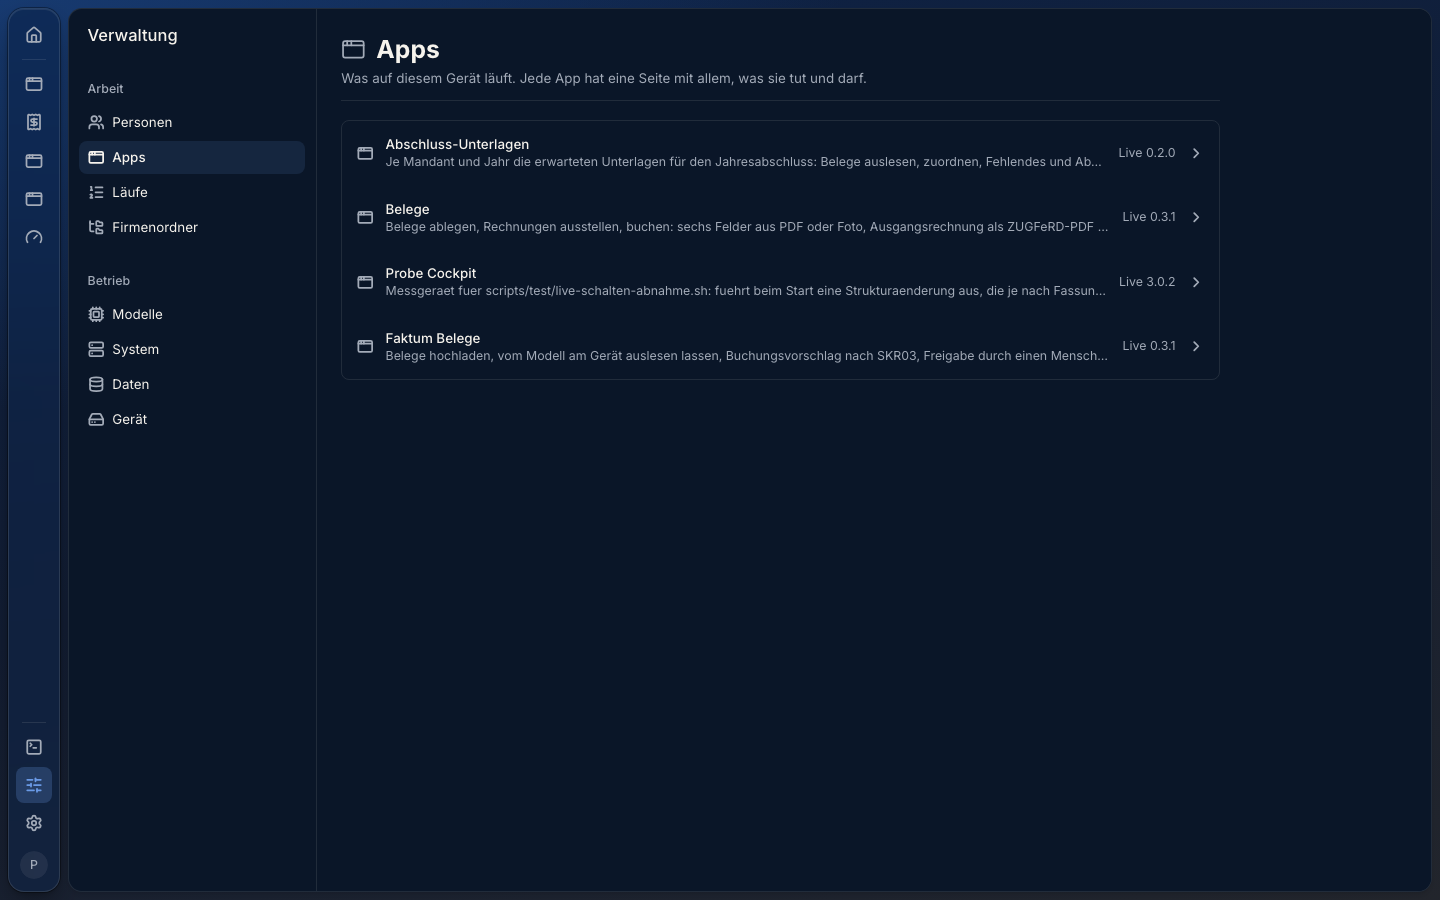 Verwaltung
Arbeit
Personen
Apps
Läufe
Firmenordner
Betrieb
Modelle
System
Daten
Gerät
P
Apps
Was auf diesem Gerät läuft. Jede App hat eine Seite mit allem, was sie tut und darf.
Abschluss-Unterlagen
Je Mandant und Jahr die erwarteten Unterlagen für den Jahresabschluss: Belege auslesen, zuordnen, Fehlendes und Ab...
Live 0.2.0
Belege
Belege ablegen, Rechnungen ausstellen, buchen: sechs Felder aus PDF oder Foto, Ausgangsrechnung als ZUGFeRD-PDF ...
Live 0.3.1
Probe Cockpit
Messgeraet fuer scripts/test/live-schalten-abnahme.sh: fuehrt beim Start eine Strukturaenderung aus, die je nach Fassun...
Live 3.0.2
Faktum Belege
Belege hochladen, vom Modell am Gerät auslesen lassen, Buchungsvorschlag nach SKR03, Freigabe durch einen Mensch...
Live 0.3.1